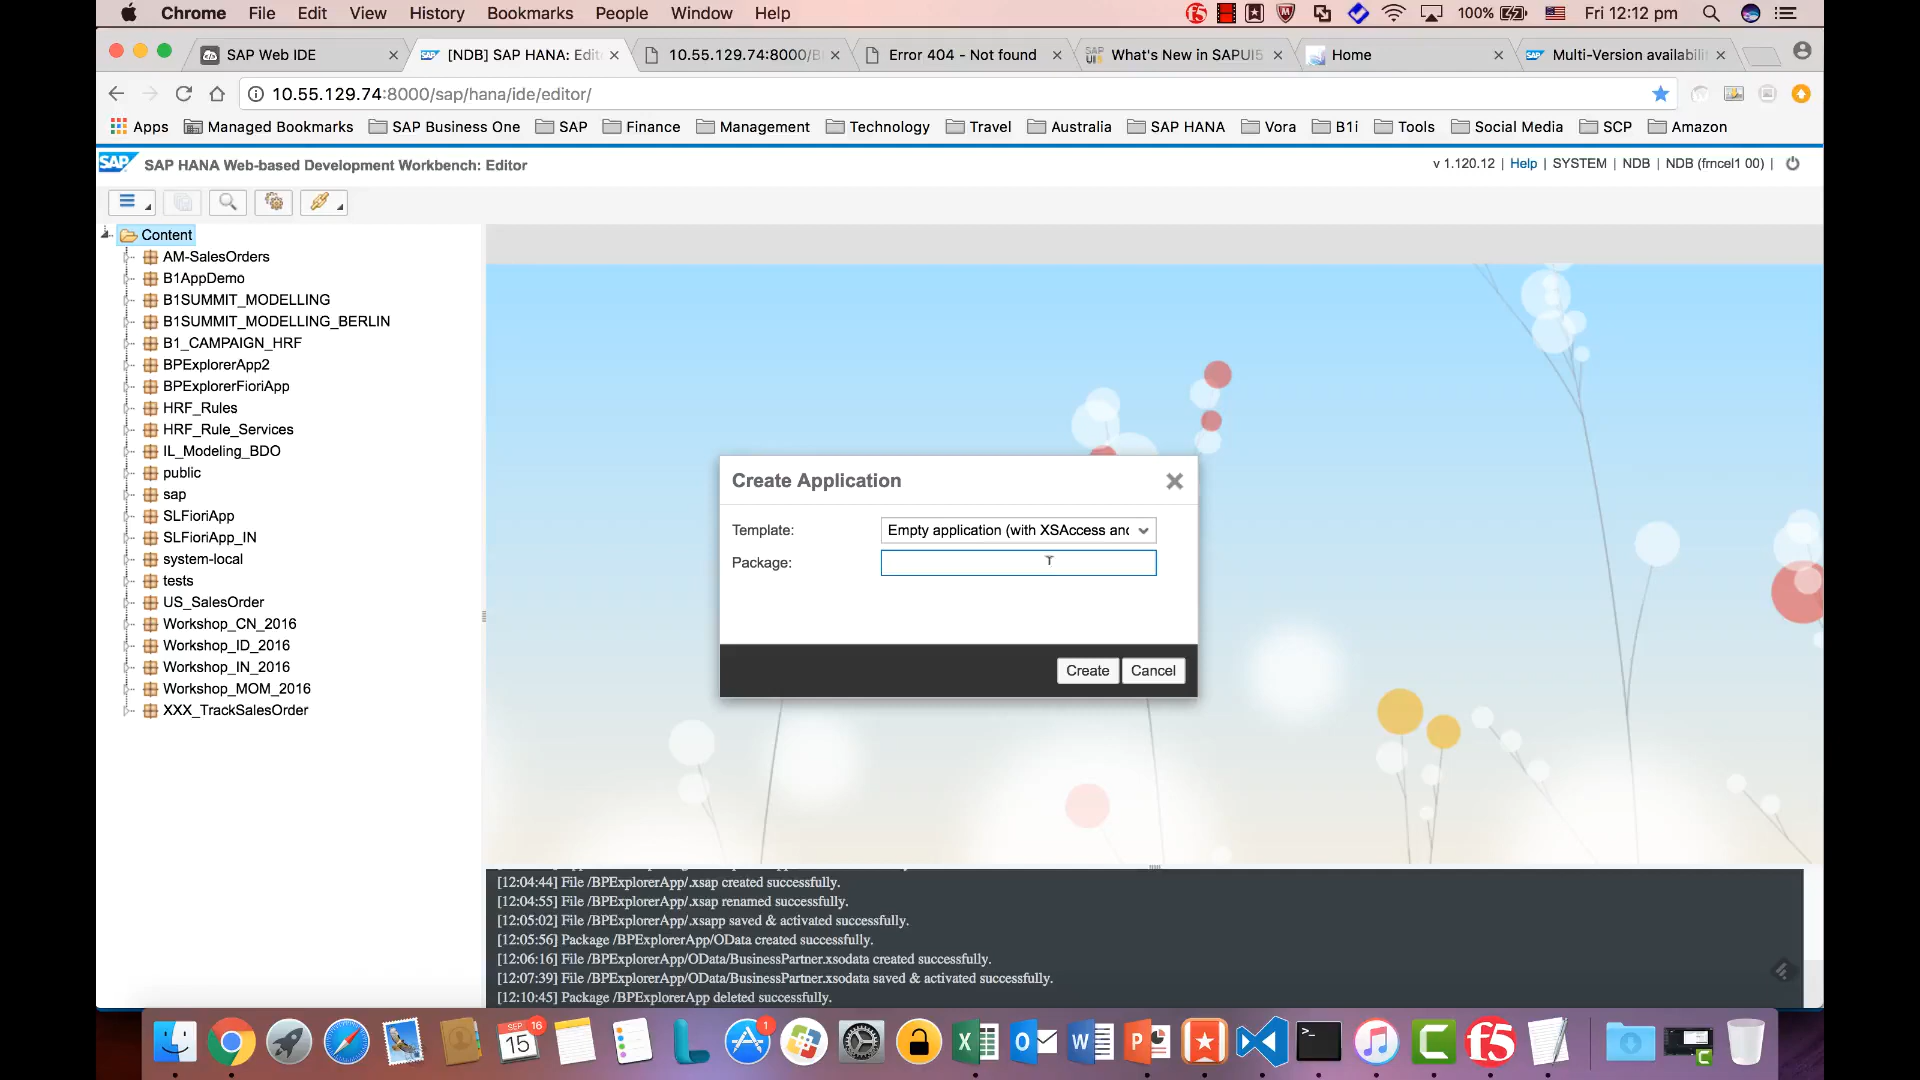 Chrome File Edit View History Bookmarks People Window Help 100% Fri 12:12 pm
SAP Web IDE [NDB] SAP HANA: Edit 10.55.129.74:8000/B Error 404 - Not found What's New in SAPUI5 Home Multi-Version availabili
10.55.129.74:8000/sap/hana/ide/editor/
Apps Managed Bookmarks SAP Business One SAP Finance Management Technology Travel Australia SAP HANA Vora B1i Tools Social Media SCP Amazon
SAP SAP HANA Web-based Development Workbench: Editor v 1.120.12 | Help | SYSTEM | NDB | NDB (frncel1 00) |
Content
AM-SalesOrders
B1AppDemo
B1SUMMIT_MODELLING
B1SUMMIT_MODELLING_BERLIN
B1_CAMPAIGN_HRF
BPExplorerApp2
BPExplorerFioriApp
HRF_Rules
HRF_Rule_Services
IL_Modeling_BDO
public
sap
SLFioriApp
SLFioriApp_IN
system-local
tests
US_SalesOrder
Workshop_CN_2016
Workshop_ID_2016
Workshop_IN_2016
Workshop_MOM_2016
XXX_TrackSalesOrder
Create Application
Template: Empty application (with XSAccess and
Package:
Create Cancel
[12:04:44] File /BPExplorerApp/.xsap created successfully.
[12:04:55] File /BPExplorerApp/.xsap renamed successfully.
[12:05:02] File /BPExplorerApp/.xsapp saved & activated successfully.
[12:05:56] Package /BPExplorerApp/OData created successfully.
[12:06:16] File /BPExplorerApp/OData/BusinessPartner.xsodata created successfully.
[12:07:39] File /BPExplorerApp/OData/BusinessPartner.xsodata saved & activated successfully.
[12:10:45] Package /BPExplorerApp deleted successfully.
SEP 16
15
1
f5